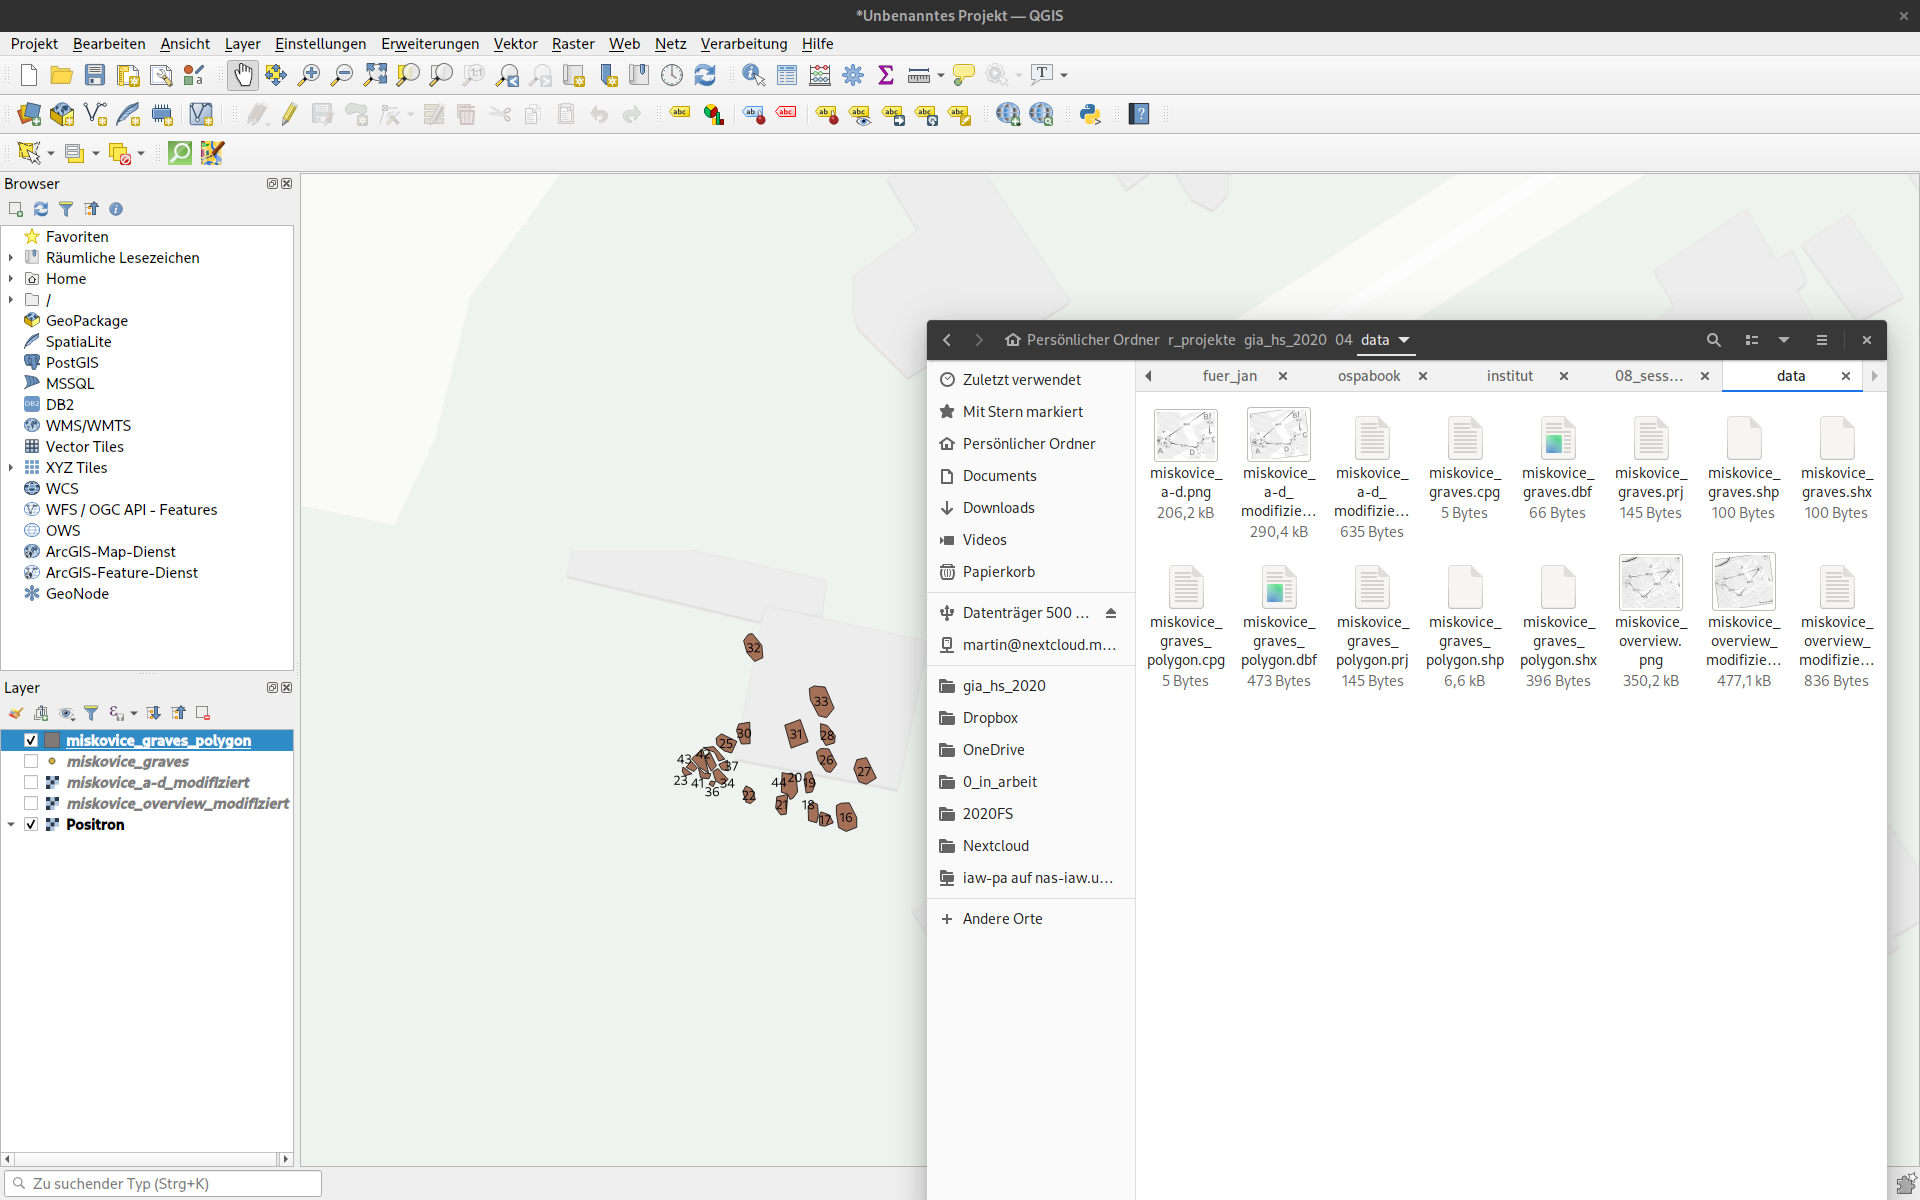 *Unbenanntes Projekt — QGIS
Projekt Bearbeiten Ansicht Layer Einstellungen Erweiterungen Vektor Raster Web Netz Verarbeitung Hilfe
Browser
Favoriten
Räumliche Lesezeichen
Home
/
GeoPackage
SpatiaLite
PostGIS
MSSQL
DB2
WMS/WMTS
Vector Tiles
XYZ Tiles
WCS
WFS / OGC API - Features
OWS
ArcGIS-Map-Dienst
ArcGIS-Feature-Dienst
GeoNode
Layer
miskovice_graves_polygon
miskovice_graves
miskovice_a-d_modifiziert
miskovice_overview_modifiziert
Positron
Zu suchender Typ (Strg+K)
32
33
30
31
28
25
42
43
26
37
27
23
41
34
36
44
20
19
22
21
18
17
16
Persönlicher Ordner r_projekte gia_hs_2020 04 data
Zuletzt verwendet
Mit Stern markiert
Persönlicher Ordner
Documents
Downloads
Videos
Papierkorb
Datenträger 500 ...
martin@nextcloud.m...
gia_hs_2020
Dropbox
OneDrive
0_in_arbeit
2020FS
Nextcloud
iaw-pa auf nas-iaw.u...
Andere Orte
fuer_jan ospabook institut 08_sess... data
miskovice_a-d.png
206,2 kB
miskovice_a-d_modifizie...
290,4 kB
miskovice_a-d_modifizie...
635 Bytes
miskovice_graves.cpg
5 Bytes
miskovice_graves.dbf
66 Bytes
miskovice_graves.prj
145 Bytes
miskovice_graves.shp
100 Bytes
miskovice_graves.shx
100 Bytes
miskovice_graves_polygon.cpg
5 Bytes
miskovice_graves_polygon.dbf
473 Bytes
miskovice_graves_polygon.prj
145 Bytes
miskovice_graves_polygon.shp
6,6 kB
miskovice_graves_polygon.shx
396 Bytes
miskovice_overview.png
350,2 kB
miskovice_overview_modifizie...
477,1 kB
miskovice_overview_modifizie...
836 Bytes